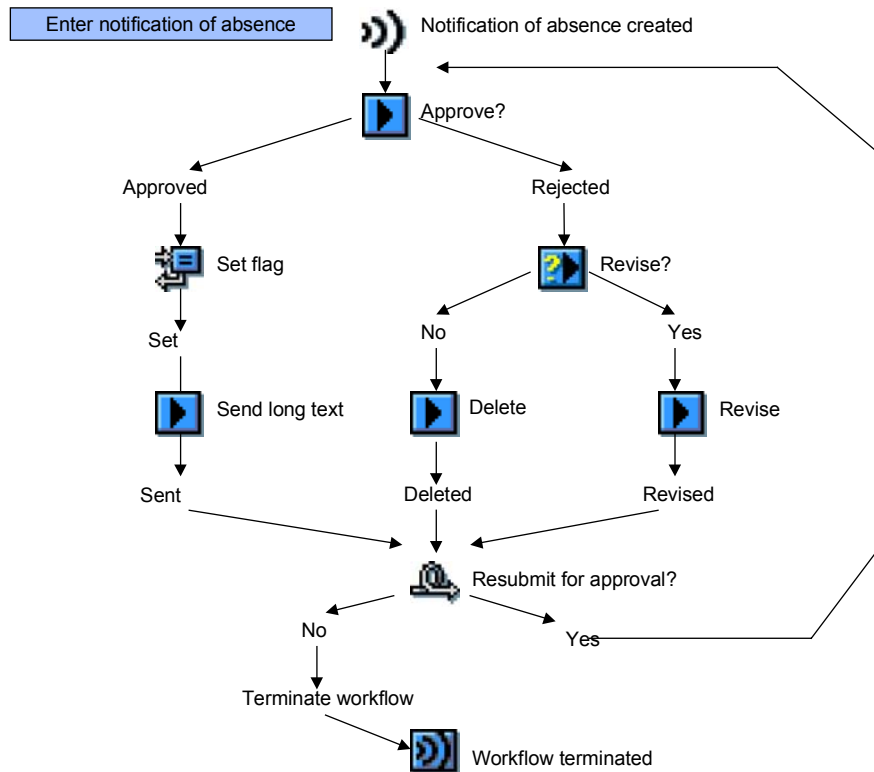 Enter notification of absence
Notification of absence created
Approve?
Approved
Rejected
Set flag
Revise?
Set
No
Yes
Send long text
Delete
Revise
Sent
Deleted
Revised
Resubmit for approval?
No
Yes
Terminate workflow
Workflow terminated